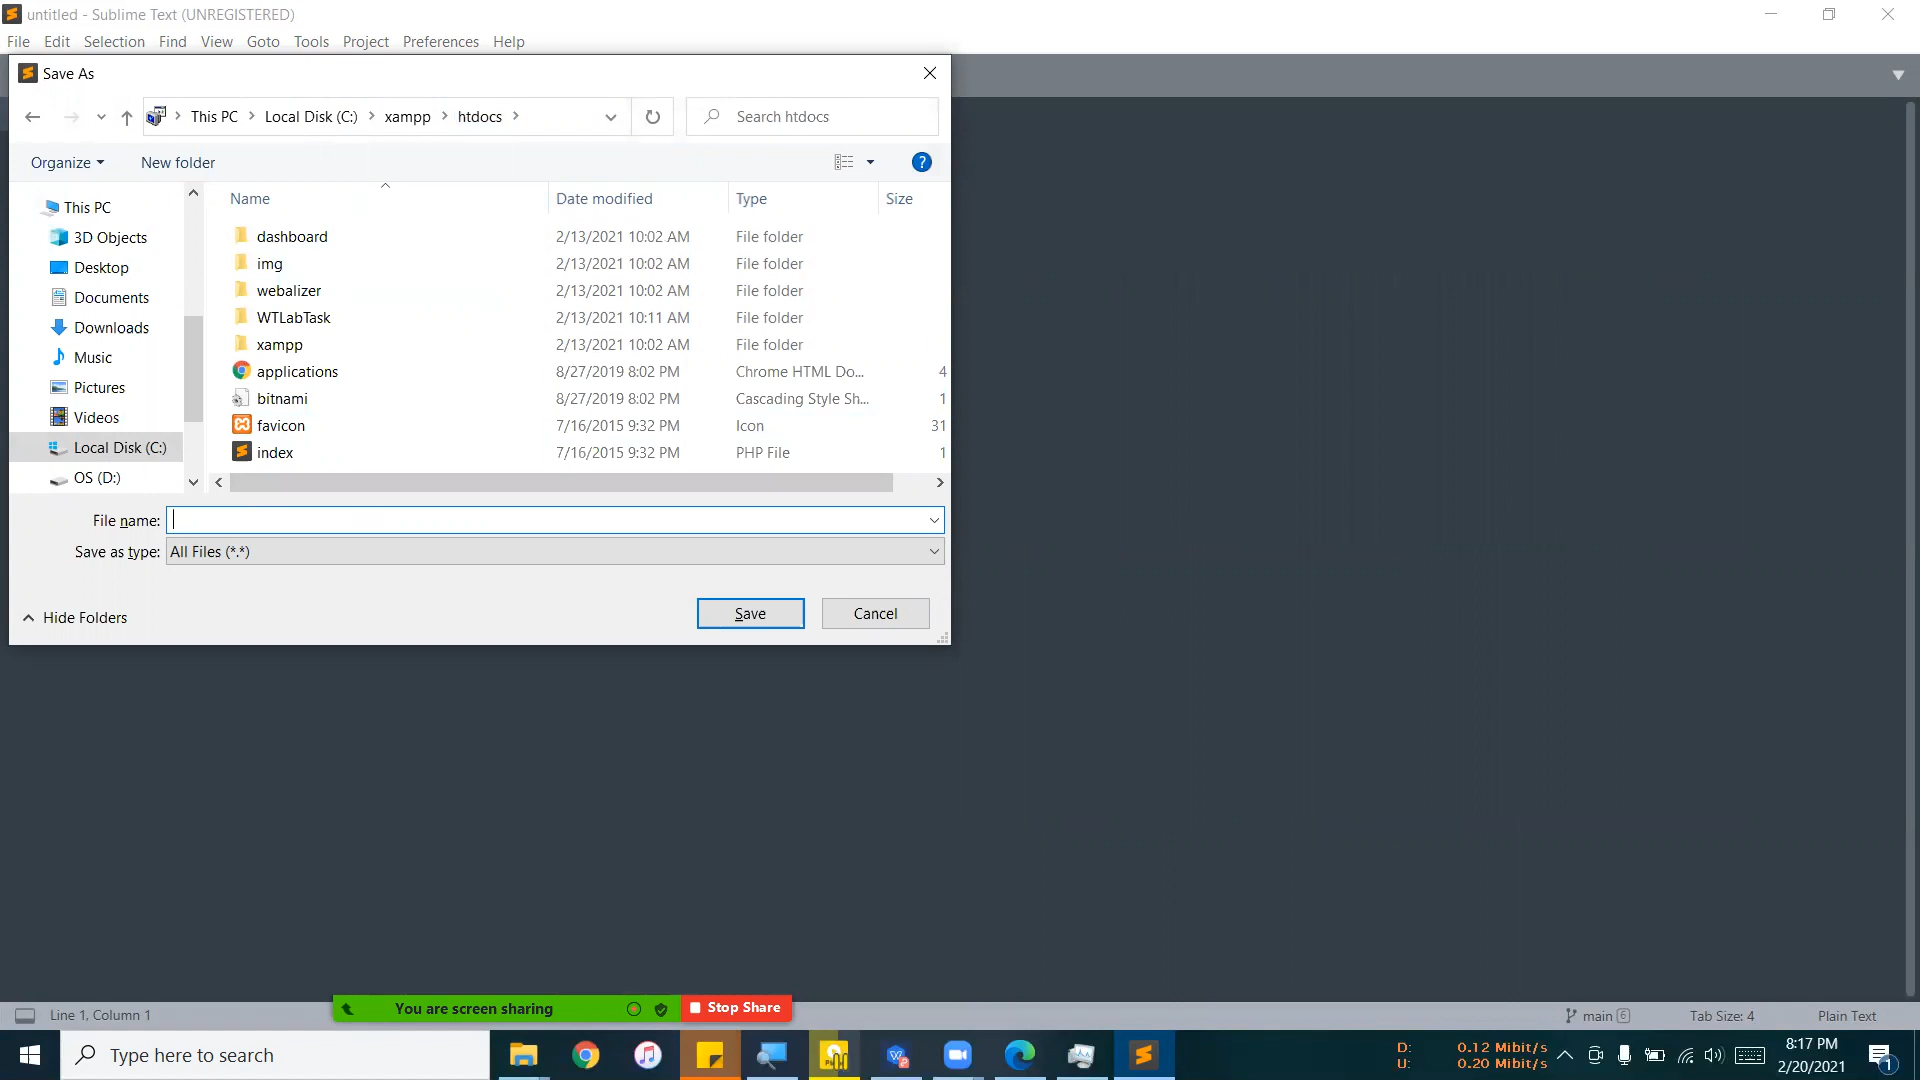 untitled - Sublime Text (UNREGISTERED)
File Edit Selection Find View Goto Tools Project Preferences Help
Save As
This PC Local Disk (C:) xampp htdocs
Search htdocs
Organize New folder
?
Name Date modified Type Size
This PC
3D Objects
Desktop
Documents
Downloads
Music
Pictures
Videos
Local Disk (C:)
OS (D:)
dashboard 2/13/2021 10:02 AM File folder
img 2/13/2021 10:02 AM File folder
webalizer 2/13/2021 10:02 AM File folder
WTLabTask 2/13/2021 10:11 AM File folder
xampp 2/13/2021 10:02 AM File folder
applications 8/27/2019 8:02 PM Chrome HTML Do... 4
bitnami 8/27/2019 8:02 PM Cascading Style Sh... 1
favicon 7/16/2015 9:32 PM Icon 31
index 7/16/2015 9:32 PM PHP File 1
File name:
Save as type: All Files (*.*)
Hide Folders
Save Cancel
You are screen sharing Stop Share
Line 1, Column 1
main 6 Tab Size: 4 Plain Text
Type here to search
D: 0.12 Mibit/s
U: 0.20 Mibit/s
8:17 PM
2/20/2021
1